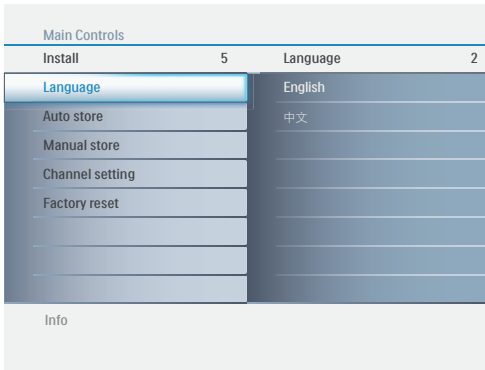 Main Controls
Install 5
Language 2
Language
Auto store
Manual store
Channel setting
Factory reset
English
中文
Info